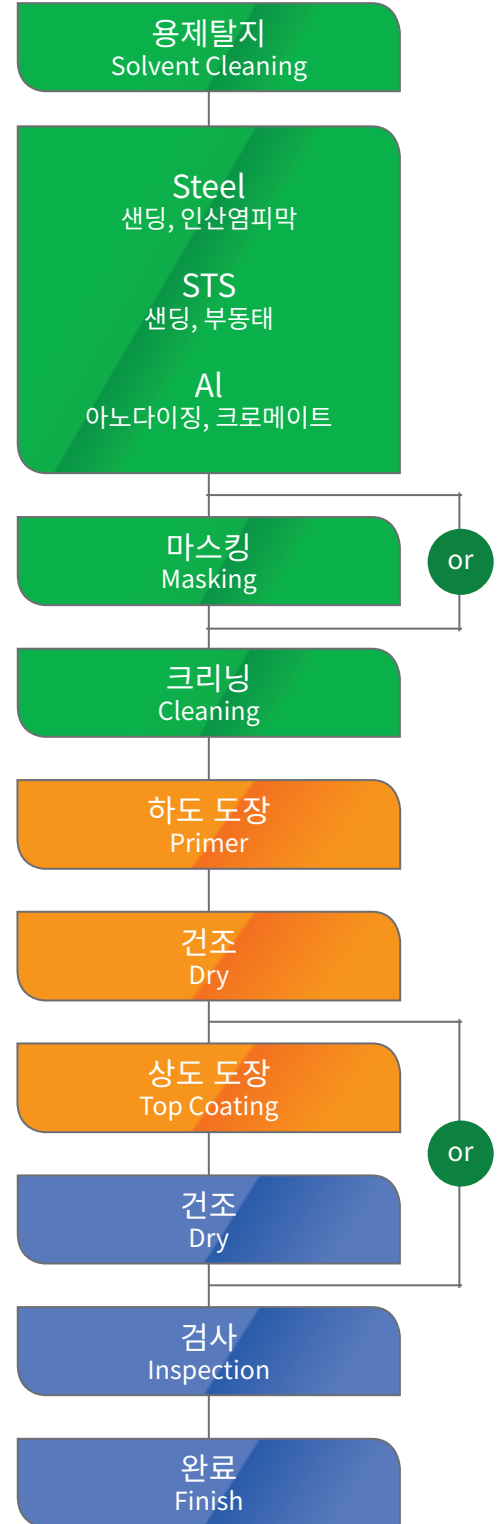 용제탈지
Solvent Cleaning
Steel
샌딩, 인산염피막
STS
샌딩, 부동태
Al
아노다이징, 크로메이트
마스킹
Masking
or
크리닝
Cleaning
하도 도장
Primer
건조
Dry
상도 도장
Top Coating
or
건조
Dry
검사
Inspection
완료
Finish